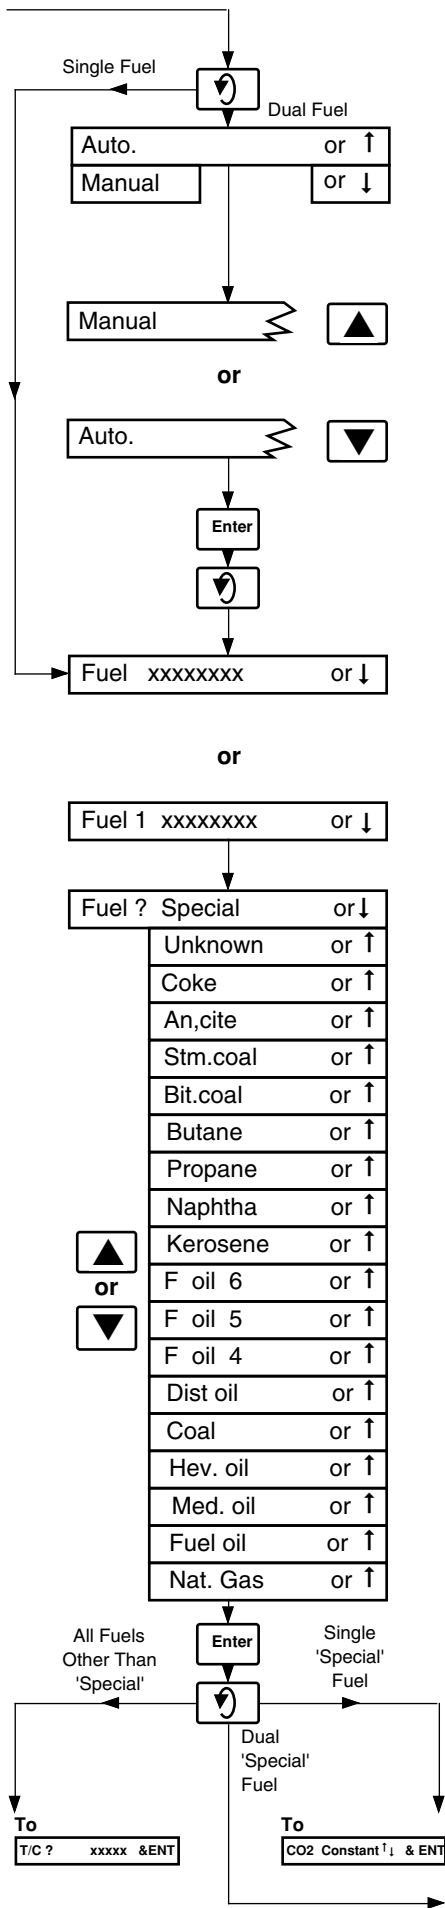 Single Fuel
Dual Fuel
Auto. or ↑
Manual or ↓
Manual
or
Auto.
Enter
Fuel xxxxxxxx or ↓
or
Fuel 1 xxxxxxxx or ↓
Fuel ? Special or ↓
Unknown or ↑
Coke or ↑
An,cite or ↑
Stm.coal or ↑
Bit.coal or ↑
Butane or ↑
Propane or ↑
Naphtha or ↑
Kerosene or ↑
or
F oil 6 or ↑
F oil 5 or ↑
F oil 4 or ↑
Dist oil or ↑
Coal or ↑
Hev. oil or ↑
Med. oil or ↑
Fuel oil or ↑
Nat. Gas or ↑
Enter
All Fuels
Other Than
'Special'
Single
'Special'
Fuel
Dual
'Special'
Fuel
To
T/C ? xxxxx &ENT
To
CO2 Constant ↑↓ & ENT